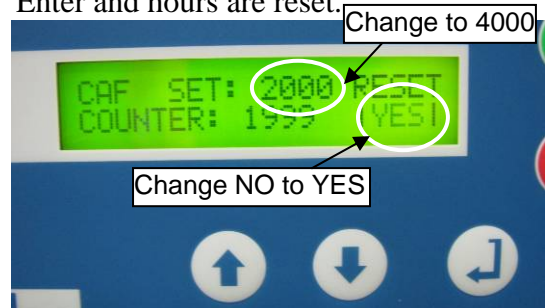 Enter and hours are reset.
Change to 4000
CAF SET: 2000 RESET
COUNTER: 1999 |YES|
Change NO to YES